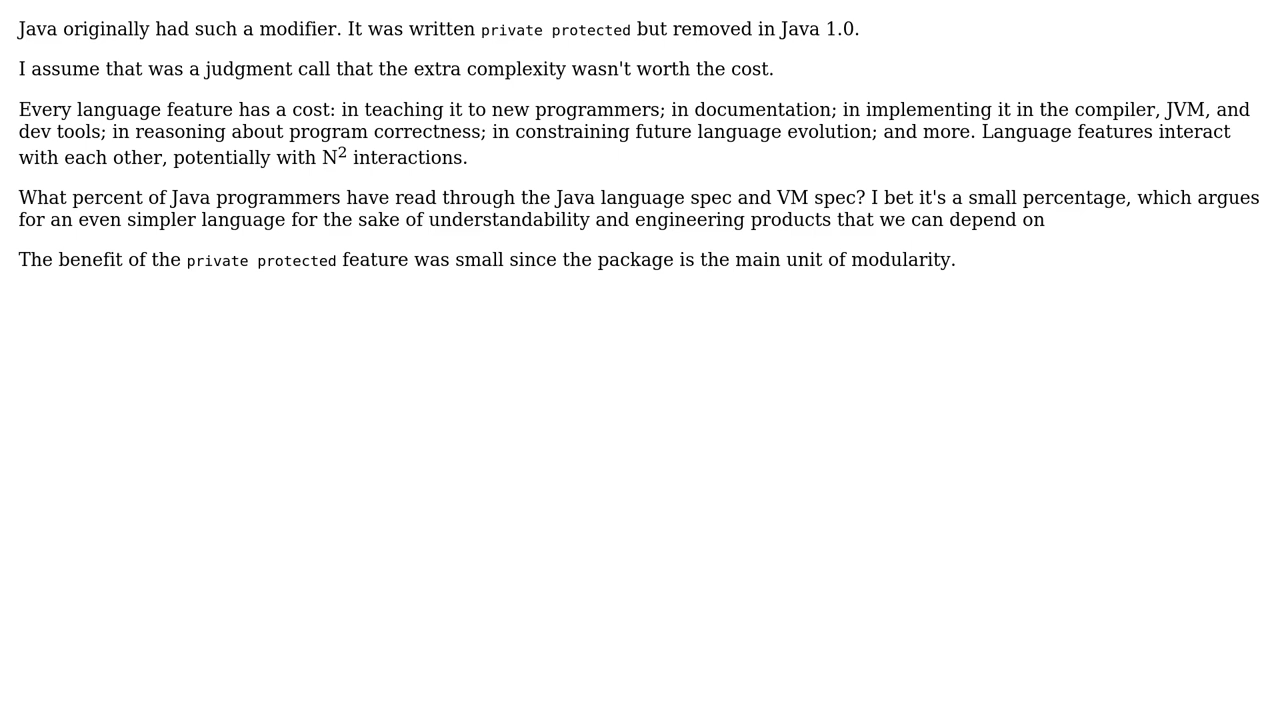 Java originally had such a modifier. It was written private protected but removed in Java 1.0.
I assume that was a judgment call that the extra complexity wasn't worth the cost.
Every language feature has a cost: in teaching it to new programmers; in documentation; in implementing it in the compiler, JVM, and
dev tools; in reasoning about program correctness; in constraining future language evolution; and more. Language features interact
with each other, potentially with N² interactions.
What percent of Java programmers have read through the Java language spec and VM spec? I bet it's a small percentage, which argues
for an even simpler language for the sake of understandability and engineering products that we can depend on
The benefit of the private protected feature was small since the package is the main unit of modularity.